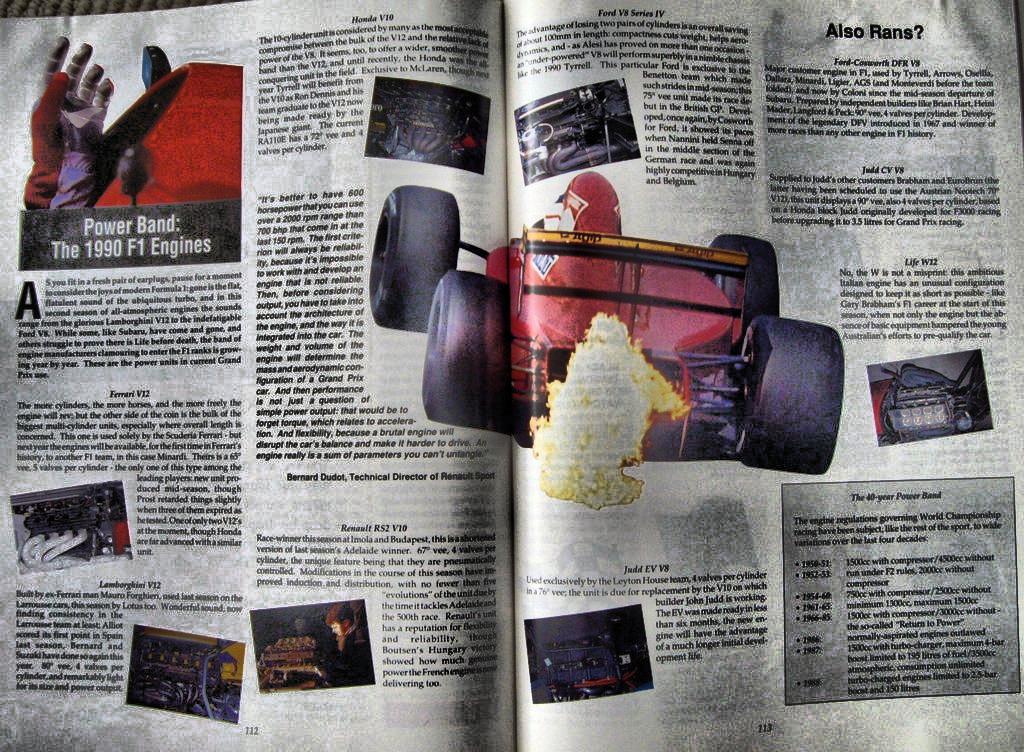 Power Band:
The 1990 F1 Engines
As you fit in a fresh pair of earplugs, pause for a moment
to consider the joys of modern Formula 1: gone is the flat,
flatulent sound of the ubiquitous turbo, and in this
second season of all-atmospheric engines the sounds
range from the glorious Lamborghini V12 to the indefatigable
Ford V8. While some, like Subaru, have come and gone, and
others struggle to prove there is Life before death, the band of
engine manufacturers clamouring to enter the F1 ranks is grow-
ing year by year. These are the power units in current Grand
Prix use.
Ferrari V12
The more cylinders, the more horses, and the more freely the
engine will rev: but the other side of the coin is the bulk of the
biggest multi-cylinder units, especially where overall length is
concerned. This one is used solely by the Scuderia Ferrari - but
next year the engines will be available, for the first time in Ferrari's
history, to another F1 team, in this case Minardi. Theirs is a 65°
vee, 5 valves per cylinder - the only one of this type among the
leading players: new unit pro-
duced mid-season, though
Prost retarded things slightly
when three of them expired as
he tested. One of only two V12's
at the moment, though Honda
are far advanced with a similar
unit.
Lamborghini V12
Built by ex-Ferrari man Mauro Forghieri, used last season on the
Larrousse cars, this season by Lotus too. Wonderful sound, now
finding consistency in the
Larrousse team at least: Alliot
scored its first point in Spain
last season, Bernard and
Suzuki have done so again this
year. 80° vee, 4 valves per
cylinder, and remarkably light
for its size and power output.
Honda V10
The 10-cylinder unit is considered by many as the most acceptable
compromise between the bulk of the V12 and the relative lack of
power of the V8. It seems, too, to offer a wider, smoother power
band than the V12, and until recently, the Honda was the all-
conquering unit in the field. Exclusive to McLaren, though next
year Tyrrell will benefit from
the V10 as Ron Dennis and his
team graduate to the V12 now
being made ready by the
Japanese giant. The current
RA110E has a 72° vee and 4
valves per cylinder.
"It's better to have 600
horsepower that you can use
over a 2000 rpm range than
700 bhp that come in at the
last 150 rpm. The first crite-
rion will always be reliabil-
ity, because it's impossible
to work with and develop an
engine that is not reliable.
Then, before considering
output, you have to take into
account the architecture of
the engine, and the way it is
integrated into the car. The
weight and volume of the
engine will determine the
mass and aerodynamic con-
figuration of a Grand Prix
car. And then performance
is not just a question of
simple power output: that would be to
forget torque, which relates to accelera-
tion. And flexibility, because a brutal engine will
disrupt the car's balance and make it harder to drive. An
engine really is a sum of parameters you can't untangle."
Bernard Dudot, Technical Director of Renault Sport
Renault RS2 V10
Race-winner this season at Imola and Budapest, this is a shortened
version of last season's Adelaide winner. 67° vee, 4 valves per
cylinder, the unique feature being that they are pneumatically
controlled. Modifications in the course of this season have im-
proved induction and distribution, with no fewer than five
"evolutions" of the unit due by
the time it tackles Adelaide and
the 500th race. Renault's unit
has a reputation for flexibility
and reliability, though
Boutsen's Hungary victory
showed how much genuine
power the French engine is now
delivering too.
112
Ford V8 Series IV
The advantage of losing two pairs of cylinders is an overall saving
of about 100mm in length: compactness cuts weight, helps aero-
dynamics, and - as Alesi has proved on more than one occasion -
an "under-powered" V8 will perform superbly in a nimble chassis
like the 1990 Tyrrell. This particular Ford is exclusive to the
Benetton team which made
such strides in mid-season: the
75° vee unit made its race de-
but in the British GP. Devel-
oped, once again, by Cosworth
for Ford, it showed its paces
when Nannini held Senna off
in the middle section of the
German race and was again
highly competitive in Hungary
and Belgium.
Judd EV V8
Used exclusively by the Leyton House team, 4 valves per cylinder
in a 76° vee; the unit is due for replacement by the V10 on which
builder John Judd is working.
The EV was made ready in less
than six months, the new en-
gine will have the advantage
of a much longer initial devel-
opment life.
Also Rans?
Ford-Cosworth DFR V8
Major customer engine in F1, used by Tyrrell, Arrows, Osella,
Dallara, Minardi, Ligier, AGS (and Monteverdi before the team
folded), and now by Coloni since the mid-season departure of
Subaru. Prepared by independent builders like Brian Hart, Heini
Mader, Langford & Peck; 90° vee, 4 valves per cylinder. Develop-
ment of the legendary DFV introduced in 1967 and winner of
more races than any other engine in F1 history.
Judd CV V8
Supplied to Judd's other customers Brabham and EuroBrun (the
latter having been scheduled to use the Austrian Neotech 70°
V12), this unit displays a 90° vee, also 4 valves per cylinder, based
on a Honda block Judd originally developed for F3000 racing
before upgrading it to 3.5 litres for Grand Prix racing.
Life W12
No, the W is not a misprint: this ambitious
Italian engine has an unusual configuration
designed to keep it as short as possible - like
Gary Brabham's F1 career at the start of this
season, when not only the engine but the ab-
sence of basic equipment hampered the young
Australian's efforts to pre-qualify the car.
The 40-year Power Band
The engine regulations governing World Championship
racing have been subject, like the rest of the sport, to wide
variations over the last four decades:
• 1950-51: 1500cc with compressor/4500cc without
• 1952-53: run under F2 rules, 2000cc without
compressor
• 1954-60: 750cc with compressor/2500cc without
• 1961-65: minimum 1300cc, maximum 1500cc
• 1966-85: 1500cc with compressor/3000cc without -
the so-called "Return to Power"
• 1986: normally-aspirated engines outlawed
• 1987: 1500cc with turbo-charger, maximum 4-bar
boost limited to 195 litres of fuel/3500cc
atmospheric, consumption unlimited
• 1988: turbo-charged engines limited to 2.5-bar
boost and 150 litres
113